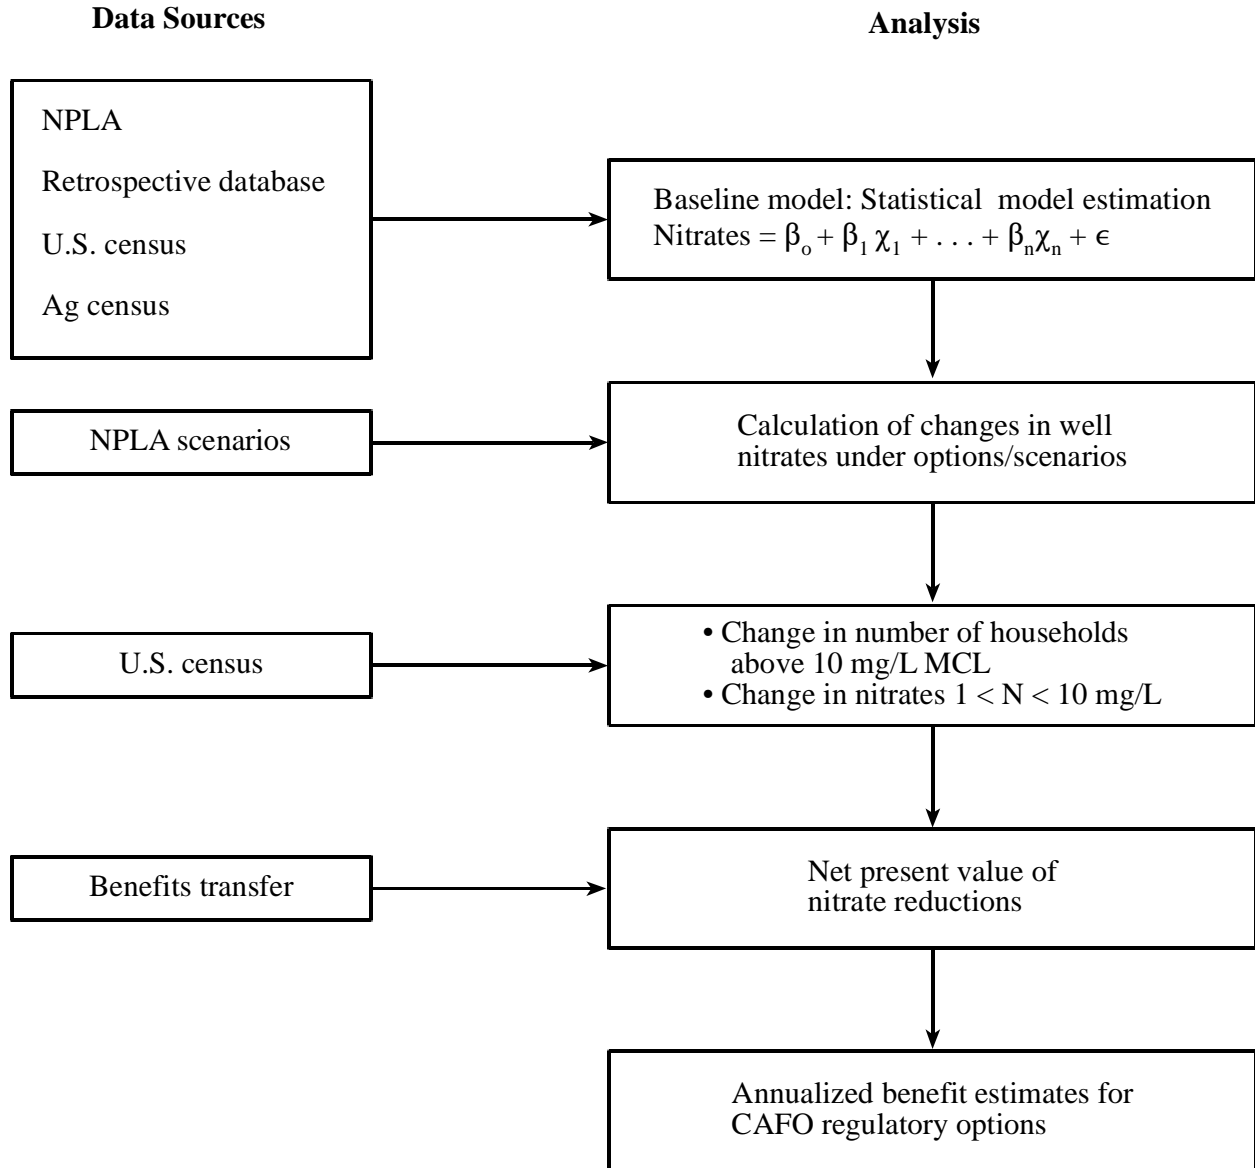 Data Sources
Analysis
NPLA
Retrospective database
U.S. census
Ag census
Baseline model: Statistical model estimation
Nitrates = β₀ + β₁ χ₁ + . . . + βₙχₙ + ϵ
NPLA scenarios
Calculation of changes in well
nitrates under options/scenarios
U.S. census
• Change in number of households
above 10 mg/L MCL
• Change in nitrates 1 < N < 10 mg/L
Benefits transfer
Net present value of
nitrate reductions
Annualized benefit estimates for
CAFO regulatory options